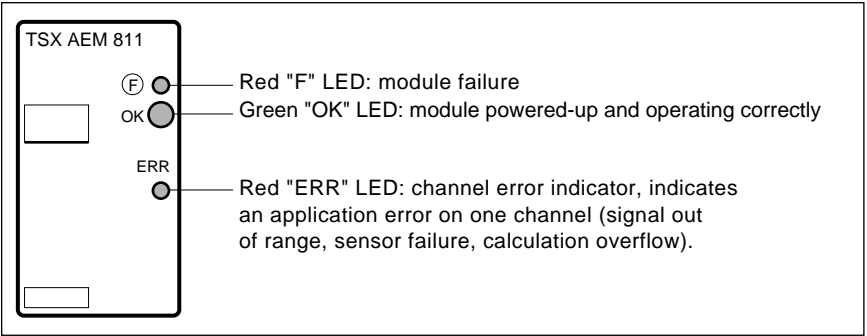 TSX AEM 811
F
Red "F" LED: module failure
OK
Green "OK" LED: module powered-up and operating correctly
ERR
Red "ERR" LED: channel error indicator, indicates
an application error on one channel (signal out
of range, sensor failure, calculation overflow).